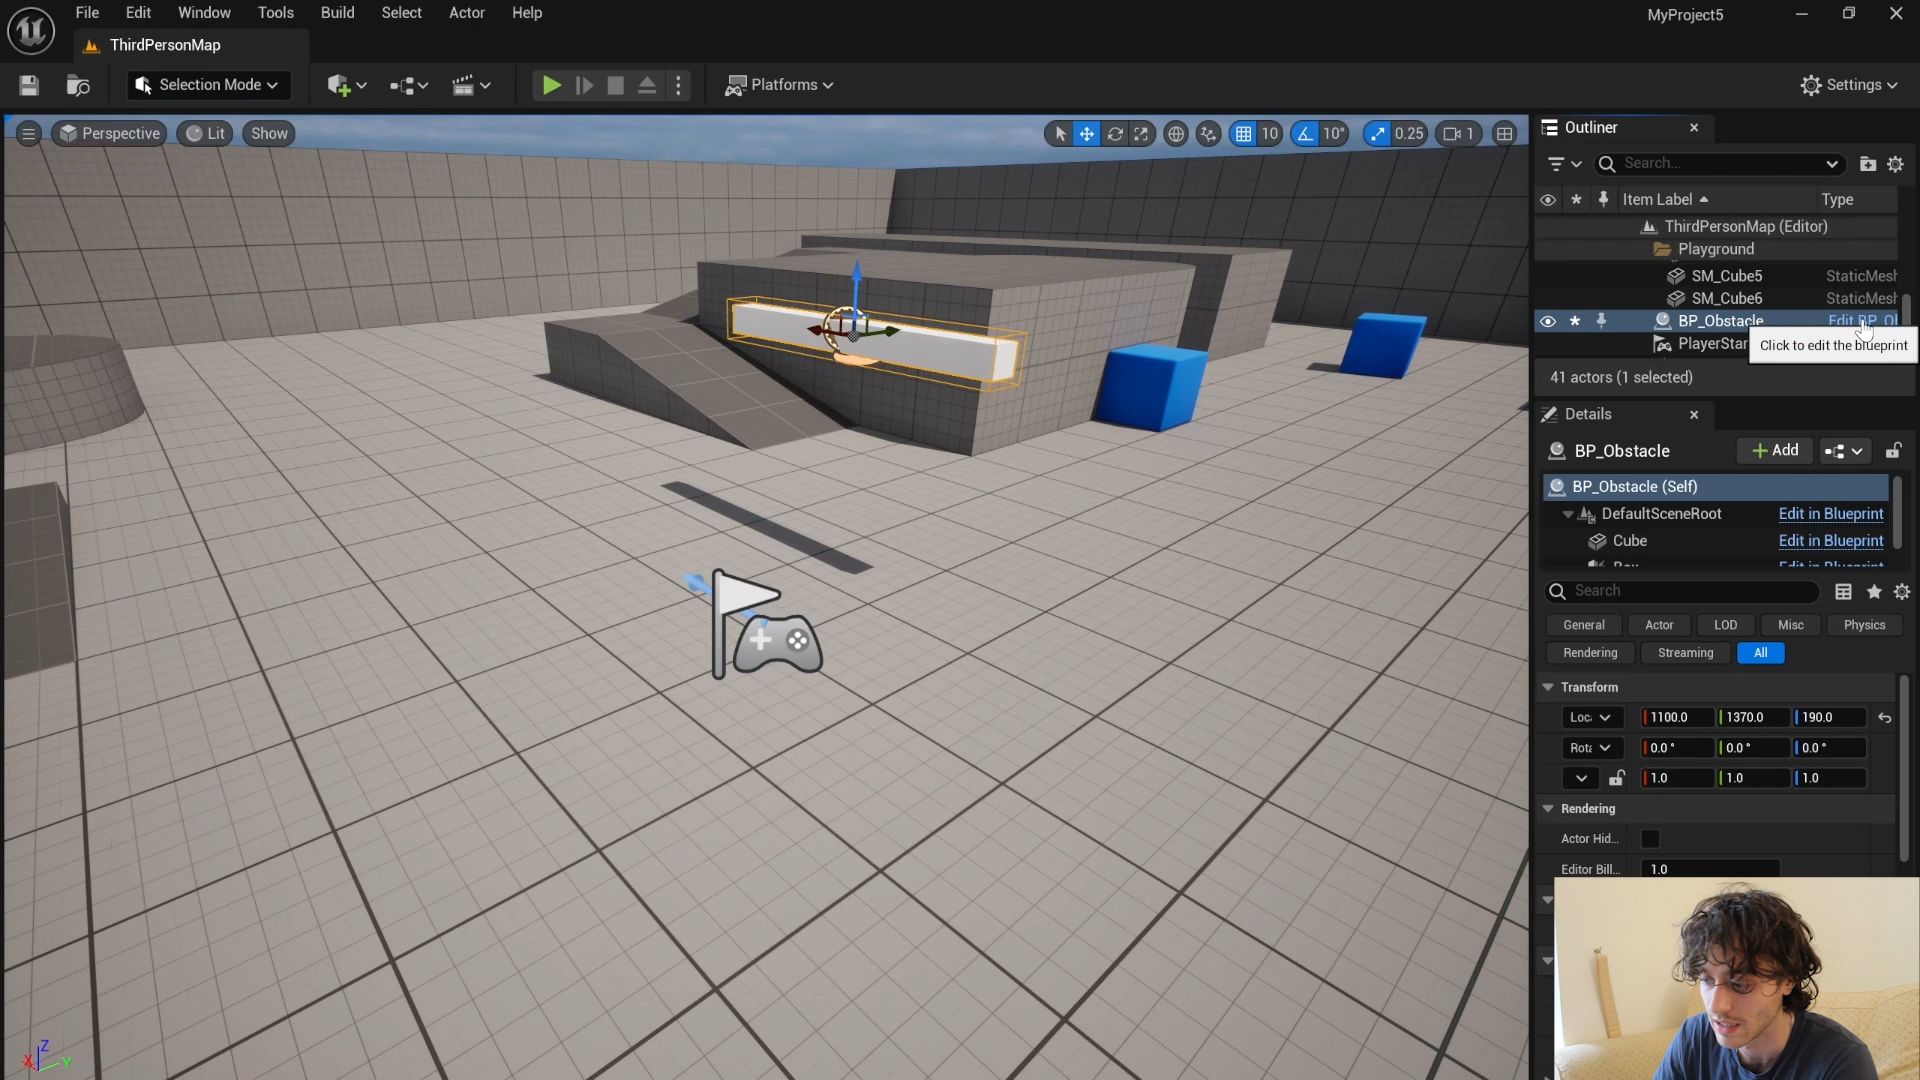 File Edit Window Tools Build Select Actor Help
MyProject5
ThirdPersonMap
Selection Mode
Platforms
Settings
Perspective
Lit
Show
10
10°
0.25
1
Outliner
Search...
Item Label
Type
ThirdPersonMap (Editor)
Playground
SM_Cube5 StaticMesh
SM_Cube6 StaticMesh
BP_Obstacle Edit BP_Ol
PlayerStar
Click to edit the blueprint
41 actors (1 selected)
Details
BP_Obstacle
Add
BP_Obstacle (Self)
DefaultSceneRoot Edit in Blueprint
Cube Edit in Blueprint
Search
General Actor LOD Misc Physics
Rendering Streaming All
Transform
Loc 1100.0 1370.0 190.0
Rota 0.0° 0.0° 0.0°
1.0 1.0 1.0
Rendering
Actor Hid...
Editor Bill... 1.0
Z
X
Y